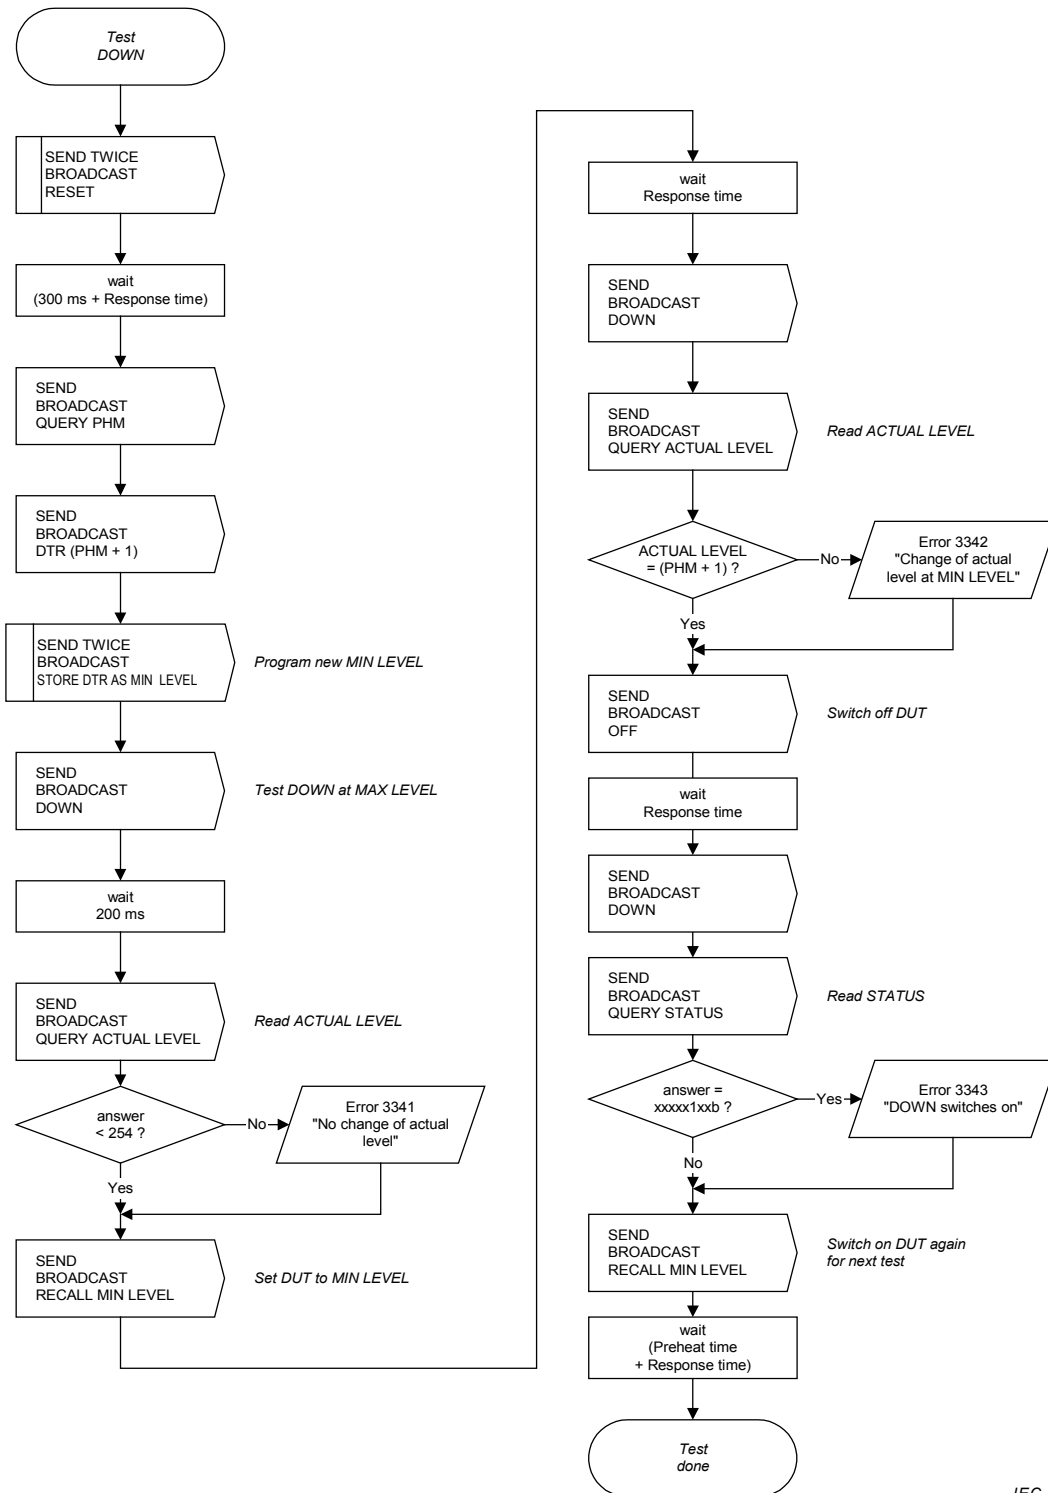 Test
DOWN
SEND TWICE
BROADCAST
RESET
wait
(300 ms + Response time)
SEND
BROADCAST
QUERY PHM
SEND
BROADCAST
DTR (PHM + 1)
SEND TWICE
BROADCAST
STORE DTR AS MIN LEVEL
Program new MIN LEVEL
SEND
BROADCAST
DOWN
Test DOWN at MAX LEVEL
wait
200 ms
SEND
BROADCAST
QUERY ACTUAL LEVEL
Read ACTUAL LEVEL
answer
< 254 ?
No
Error 3341
"No change of actual
level"
Yes
SEND
BROADCAST
RECALL MIN LEVEL
Set DUT to MIN LEVEL
wait
Response time
SEND
BROADCAST
DOWN
SEND
BROADCAST
QUERY ACTUAL LEVEL
Read ACTUAL LEVEL
ACTUAL LEVEL
= (PHM + 1) ?
No
Error 3342
"Change of actual
level at MIN LEVEL"
Yes
SEND
BROADCAST
OFF
Switch off DUT
wait
Response time
SEND
BROADCAST
DOWN
SEND
BROADCAST
QUERY STATUS
Read STATUS
answer =
xxxxx1xxb ?
Yes
Error 3343
"DOWN switches on"
No
SEND
BROADCAST
RECALL MIN LEVEL
Switch on DUT again
for next test
wait
(Preheat time
+ Response time)
Test
done